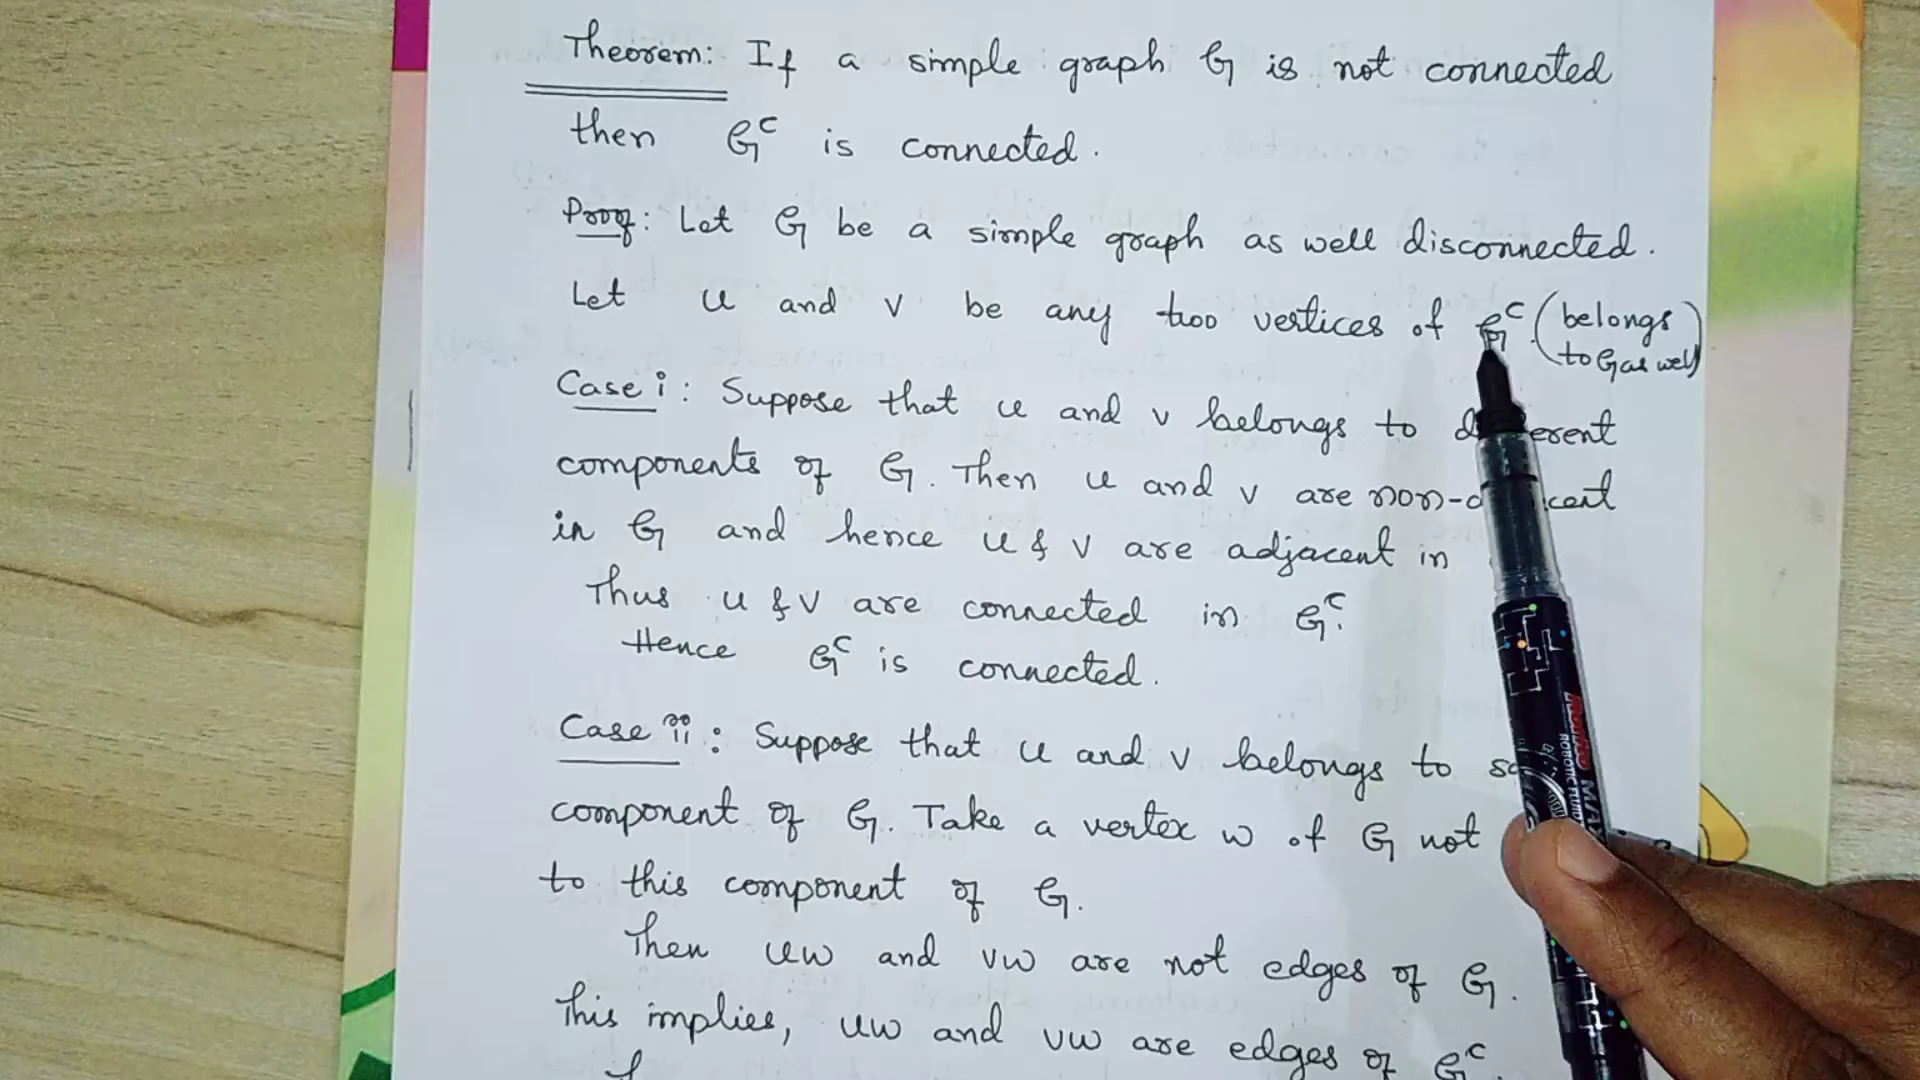 Theorem: If a simple graph G is not connected
then G^c is connected.
Proof: Let G be a simple graph as well disconnected.
Let u and v be any two vertices of G^c. (belongs to G as well)
Case i: Suppose that u and v belongs to
components of G. Then u and v are
in G and hence u & v are adjacent in
Thus u & v are connected in G^c.
Hence G^c is connected.
Case ii: Suppose that u and v belongs to
component of G. Take a vertex w of G not
to this component of G.
Then uw and vw are not edges of G.
This implies, uw and vw are edges of G^c